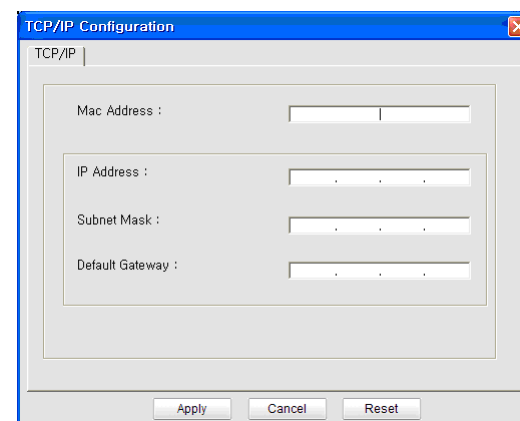 TCP/IP Configuration
TCP/IP
Mac Address :
IP Address :
. . .
Subnet Mask :
. . .
Default Gateway :
. . .
Apply Cancel Reset